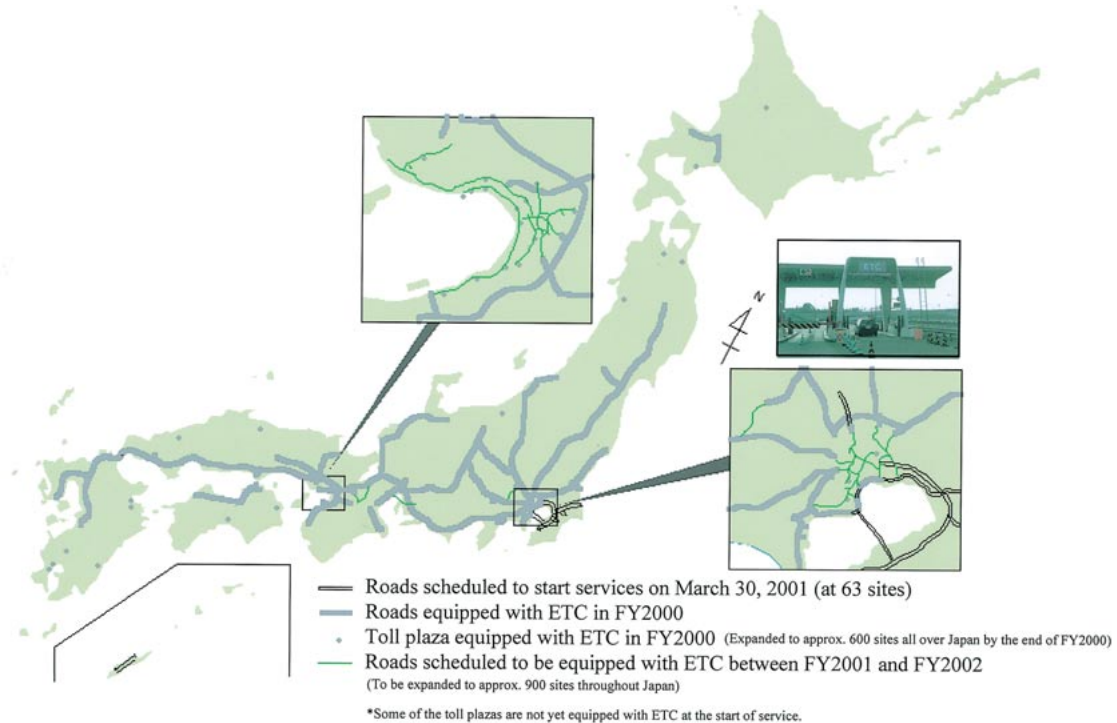 N
ETC
Roads scheduled to start services on March 30, 2001 (at 63 sites)
Roads equipped with ETC in FY2000
Toll plaza equipped with ETC in FY2000 (Expanded to approx. 600 sites all over Japan by the end of FY2000)
Roads scheduled to be equipped with ETC between FY2001 and FY2002
(To be expanded to approx. 900 sites throughout Japan)
*Some of the toll plazas are not yet equipped with ETC at the start of service.